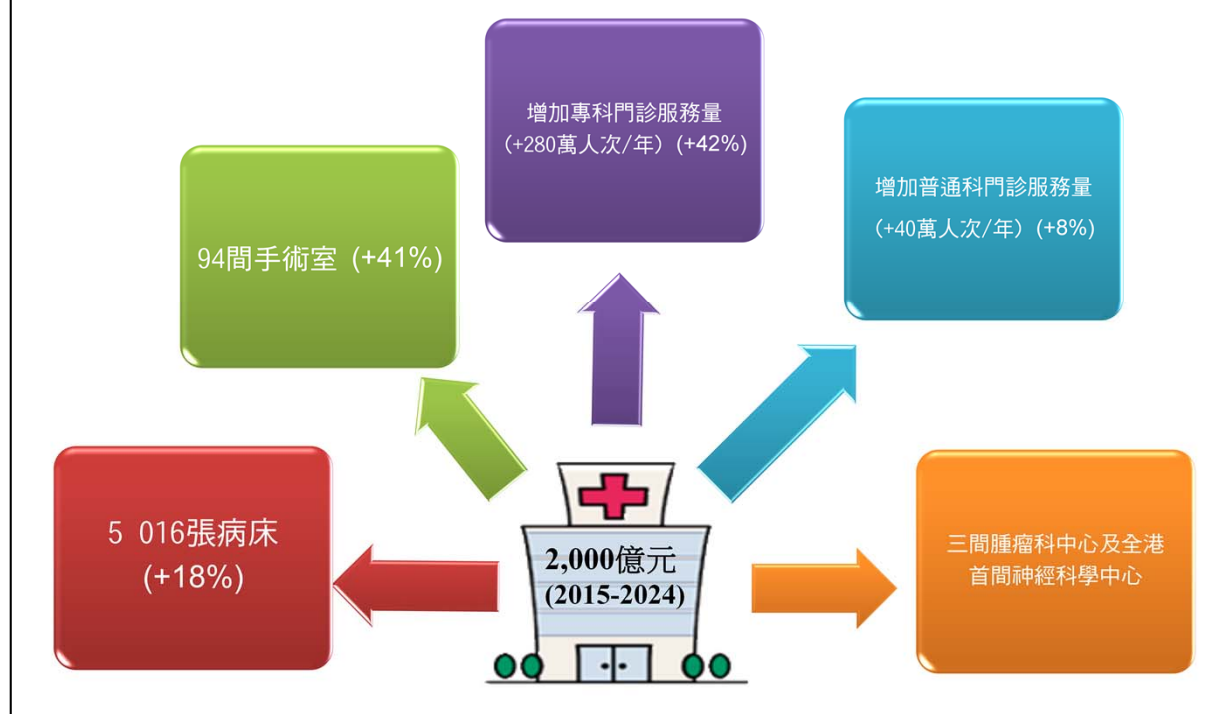 增加專科門診服務量
(+280萬人次/年) (+42%)
增加普通科門診服務量
(+40萬人次/年) (+8%)
94間手術室 (+41%)
5 016張病床
(+18%)
2,000億元
(2015-2024)
三間腫瘤科中心及全港
首間神經科學中心